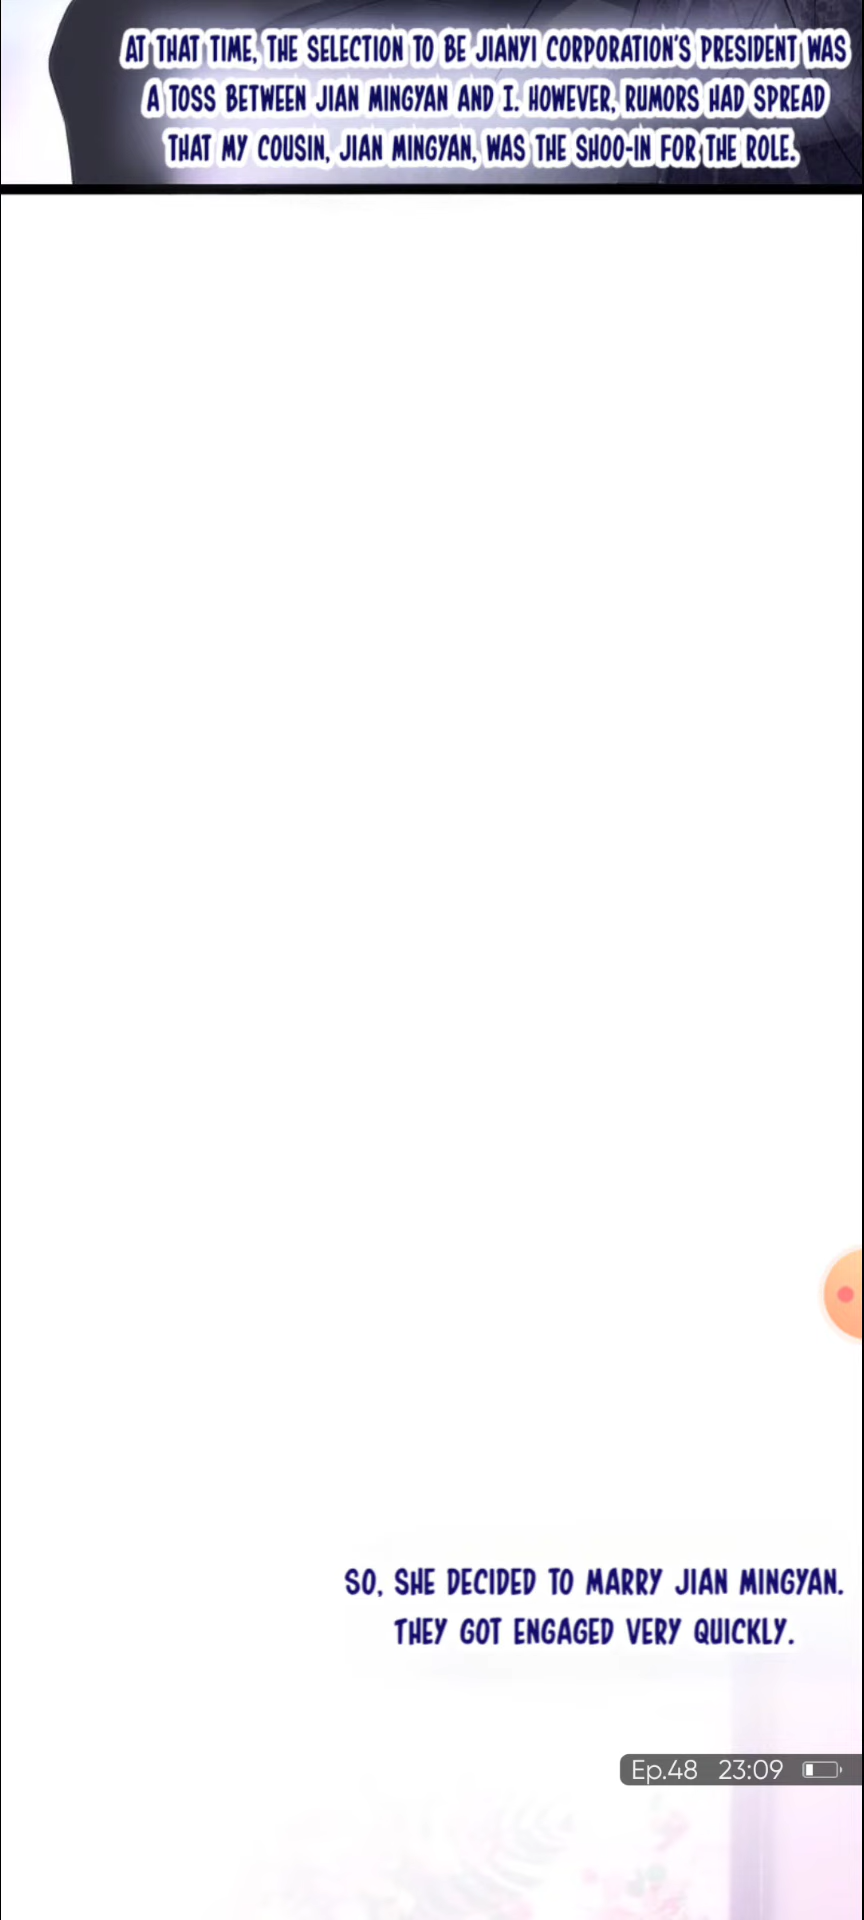 AT THAT TIME, THE SELECTION TO BE JIANYI CORPORATION'S PRESIDENT WAS
A TOSS BETWEEN JIAN MINGYAN AND I. HOWEVER, RUMORS HAD SPREAD
THAT MY COUSIN, JIAN MINGYAN, WAS THE SHOO-IN FOR THE ROLE.
SO, SHE DECIDED TO MARRY JIAN MINGYAN.
THEY GOT ENGAGED VERY QUICKLY.
Ep.48 23:09